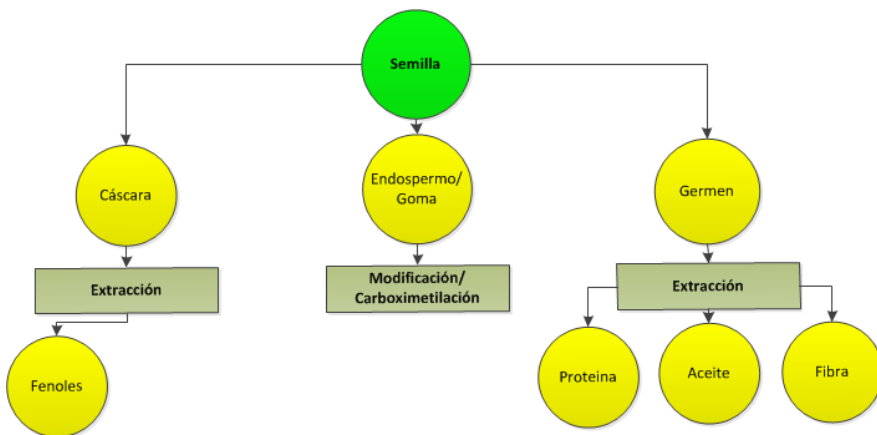 Semilla
Cáscara
Endospermo/
Goma
Germen
Extracción
Modificación/
Carboximetilación
Extracción
Fenoles
Proteina
Aceite
Fibra